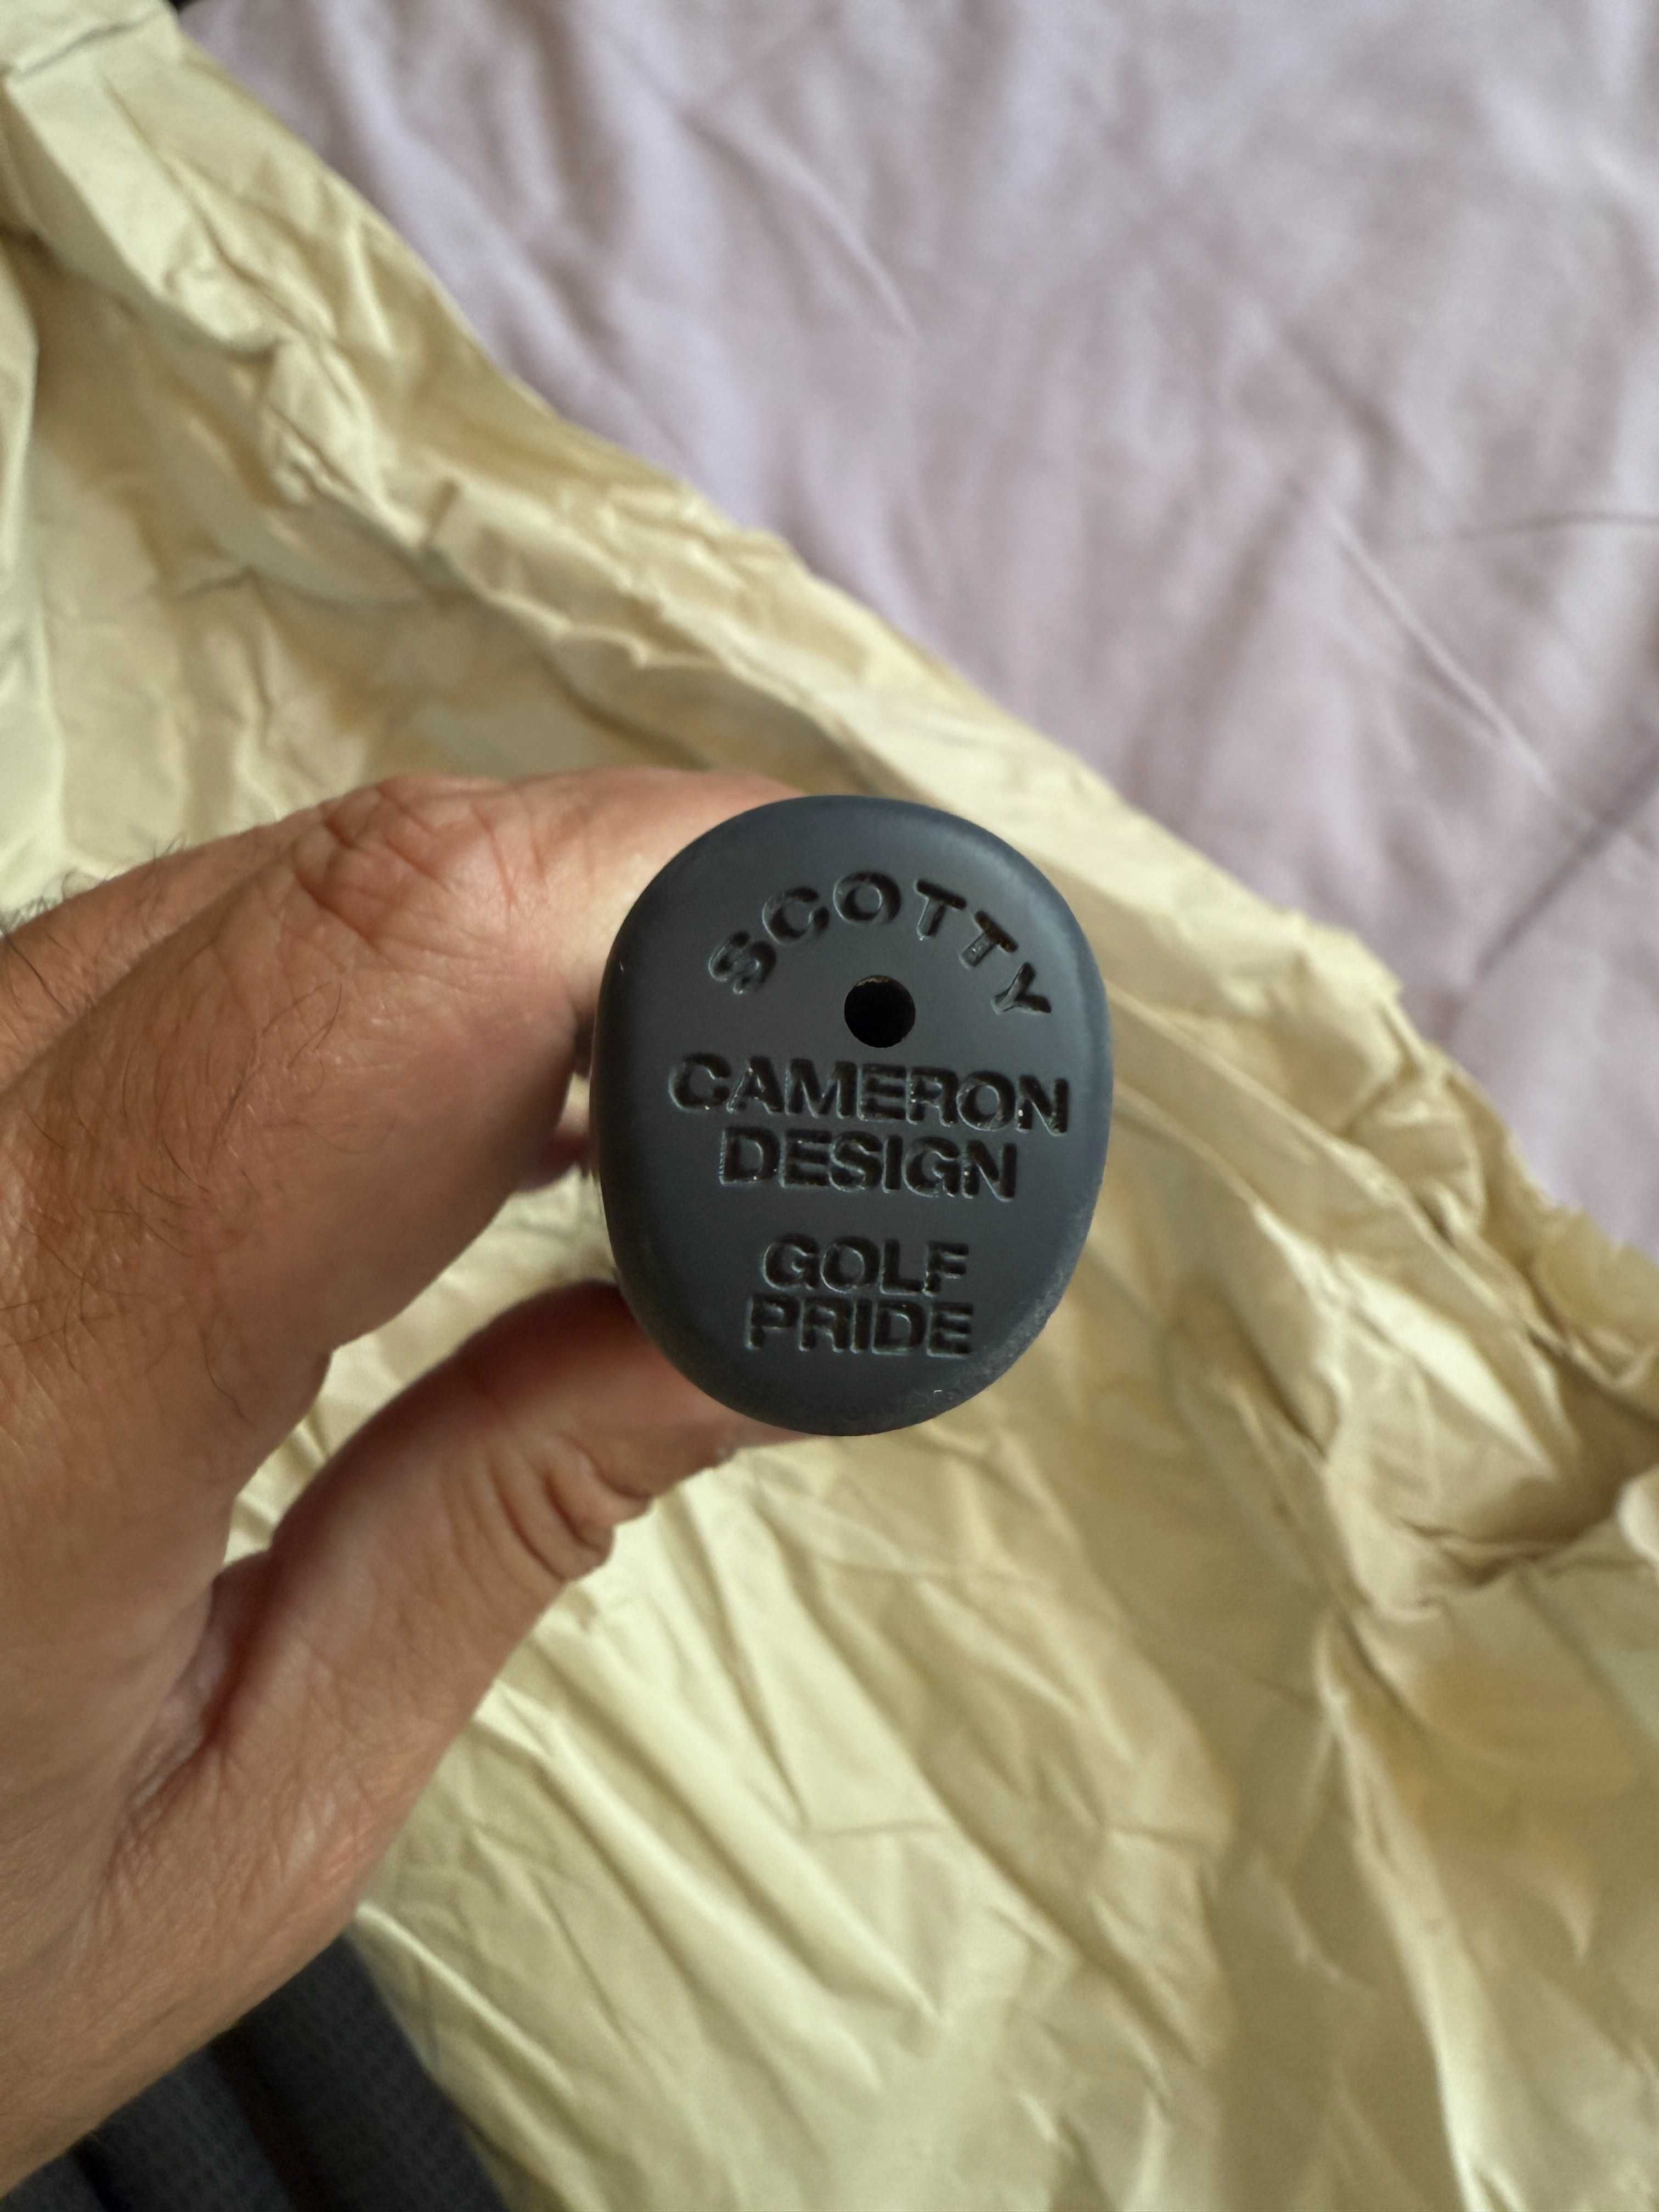 SCOTTY
CAMERON
DESIGN
GOLF
PRIDE